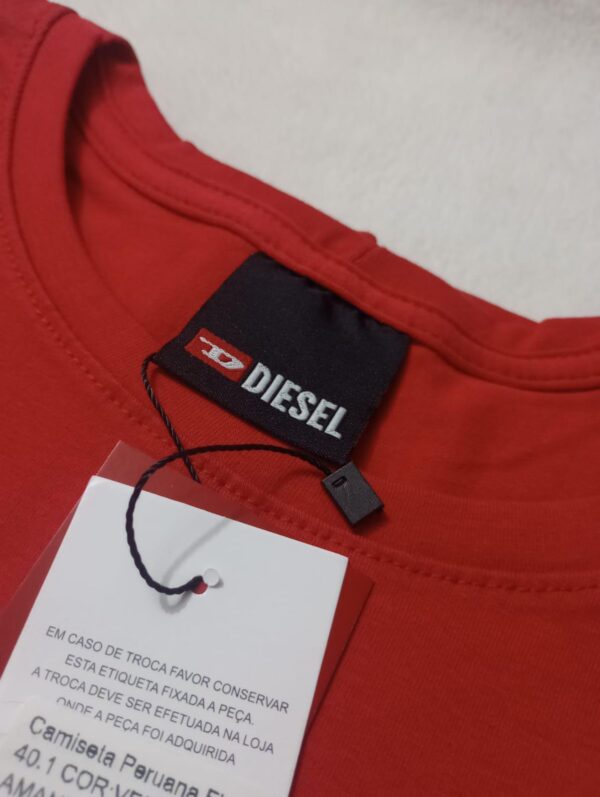 D DIESEL
EM CASO DE TROCA FAVOR CONSERVAR
ESTA ETIQUETA FIXADA A PEÇA.
A TROCA DEVE SER EFETUADA NA LOJA
ONDE A PEÇA FOI ADQUIRIDA
Camiseta Peruana
40.1 COR: